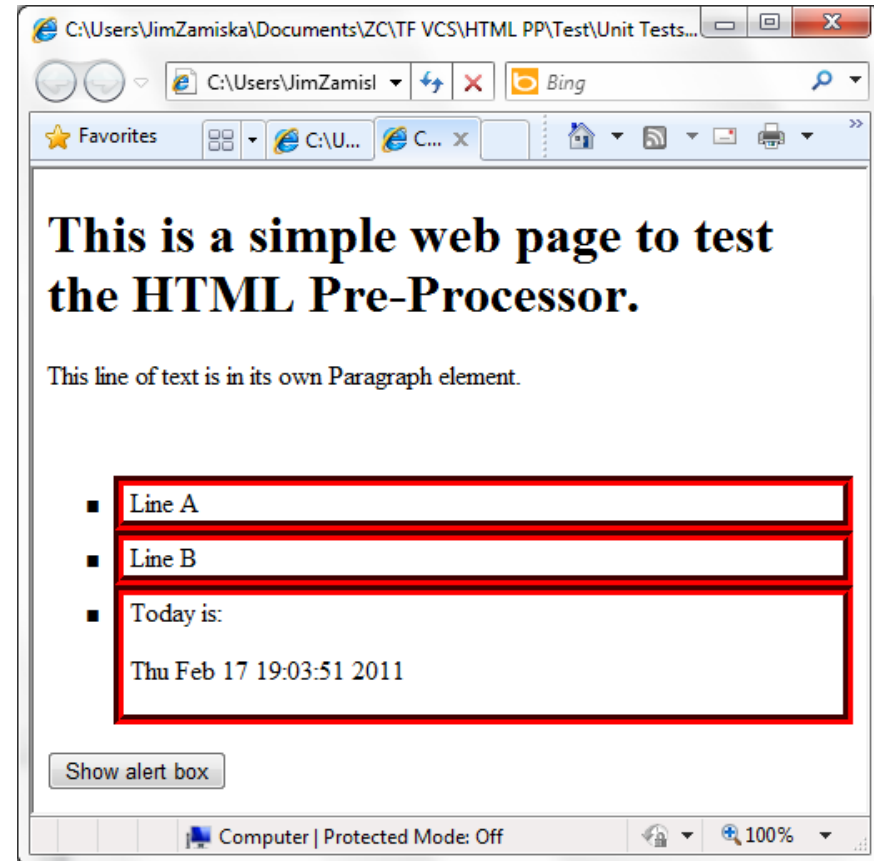 C:\Users\JimZamiska\Documents\ZC\TF VCS\HTML PP\Test\Unit Tests...
C:\Users\JimZamisl
Bing
Favorites
C:\U...
C...
This is a simple web page to test
the HTML Pre-Processor.
This line of text is in its own Paragraph element.
Line A
Line B
Today is:
Thu Feb 17 19:03:51 2011
Show alert box
Computer | Protected Mode: Off
100%